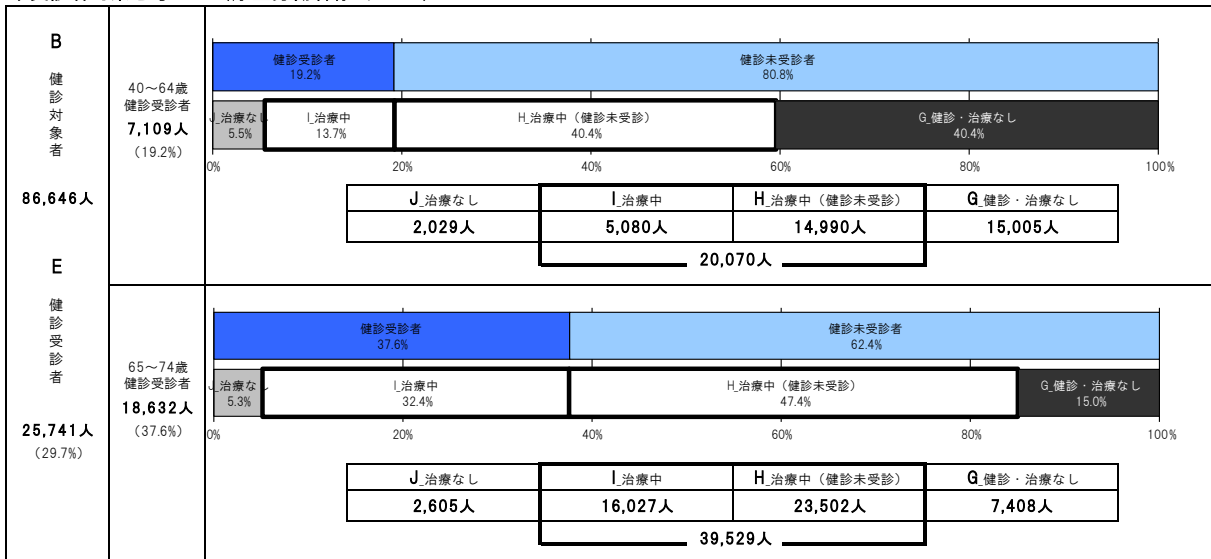 B
健診対象者
86,646人
E
健診受診者
25,741人
(29.7%)
40～64歳
健診受診者
7,109人
(19.2%)
健診受診者
19.2%
健診未受診者
80.8%
J_治療なし
5.5%
I_治療中
13.7%
H_治療中（健診未受診）
40.4%
G_健診・治療なし
40.4%
0% 20% 40% 60% 80% 100%
J_治療なし I_治療中 H_治療中（健診未受診） G_健診・治療なし
2,029人 5,080人 14,990人 15,005人
20,070人
65～74歳
健診受診者
18,632人
(37.6%)
健診受診者
37.6%
健診未受診者
62.4%
J_治療なし
5.3%
I_治療中
32.4%
H_治療中（健診未受診）
47.4%
G_健診・治療なし
15.0%
0% 20% 40% 60% 80% 100%
J_治療なし I_治療中 H_治療中（健診未受診） G_健診・治療なし
2,605人 16,027人 23,502人 7,408人
39,529人